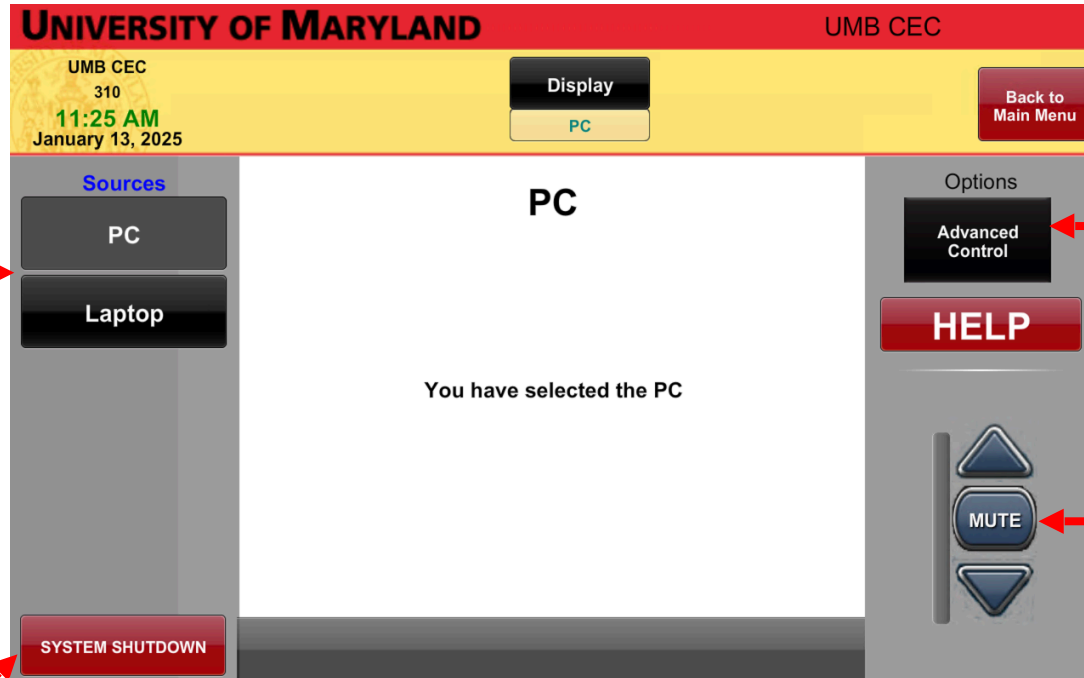 UNIVERSITY OF MARYLAND
UMB CEC
UMB CEC
310
11:25 AM
January 13, 2025
Display
PC
Back to
Main Menu
Sources
PC
Laptop
PC
You have selected the PC
Options
Advanced
Control
HELP
MUTE
SYSTEM SHUTDOWN